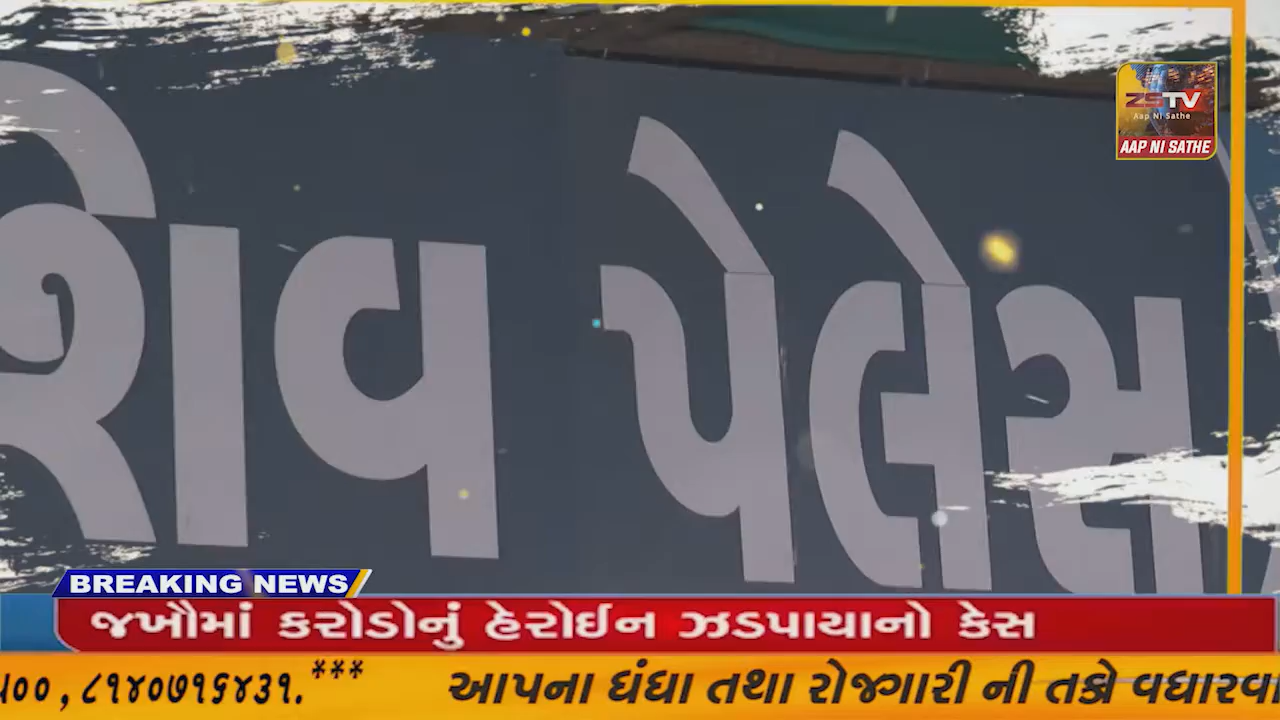 શિવ પેલેસ
ZSTV
Aap Ni Sathe
AAP NI SATHE
BREAKING NEWS
જખૌમાં કરોડોનું હેરોઈન ઝડપાયાનો કેસ
૫૦૦,૮૧૪૦૭૧૬૪૩૧.*** આપના ધંધા તથા રોજગારી ની તકો વધારવા